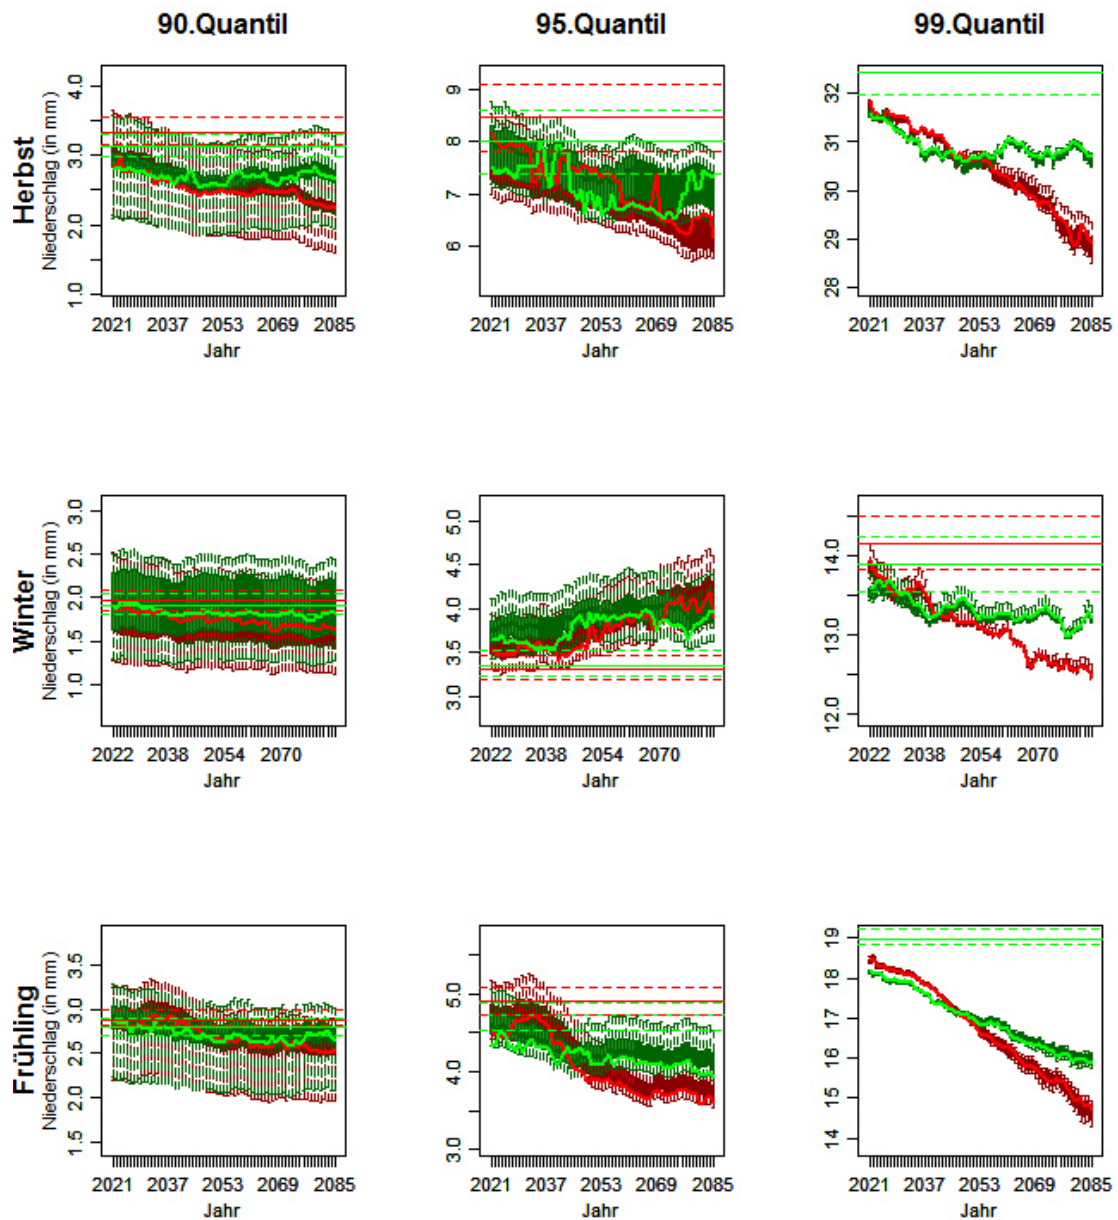 90.Quantil 95.Quantil 99.Quantil
Herbst
Niederschlag (in mm)
1.0 2.0 3.0 4.0
6 7 8 9
28 29 30 31 32
2021 2037 2053 2069 2085
Jahr
2021 2037 2053 2069 2085
Jahr
2021 2037 2053 2069 2085
Jahr
Winter
Niederschlag (in mm)
1.0 1.5 2.0 2.5 3.0
3.0 3.5 4.0 4.5 5.0
12.0 13.0 14.0
2022 2038 2054 2070
Jahr
2022 2038 2054 2070
Jahr
2022 2038 2054 2070
Jahr
Frühling
Niederschlag (in mm)
1.5 2.0 2.5 3.0 3.5
3.0 4.0 5.0
14 15 16 17 18 19
2021 2037 2053 2069 2085
Jahr
2021 2037 2053 2069 2085
Jahr
2021 2037 2053 2069 2085
Jahr